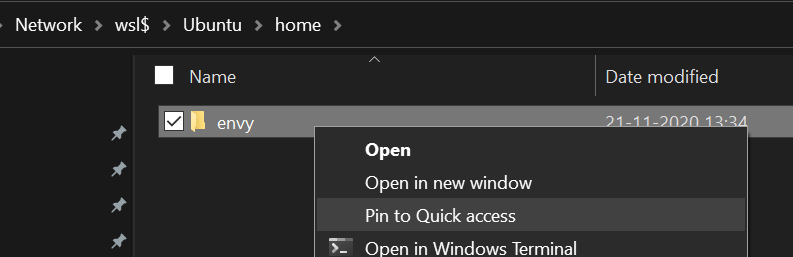 Network > wsl$ > Ubuntu > home >
Name Date modified
envy 21-11-2020 13:34
Open
Open in new window
Pin to Quick access
Open in Windows Terminal